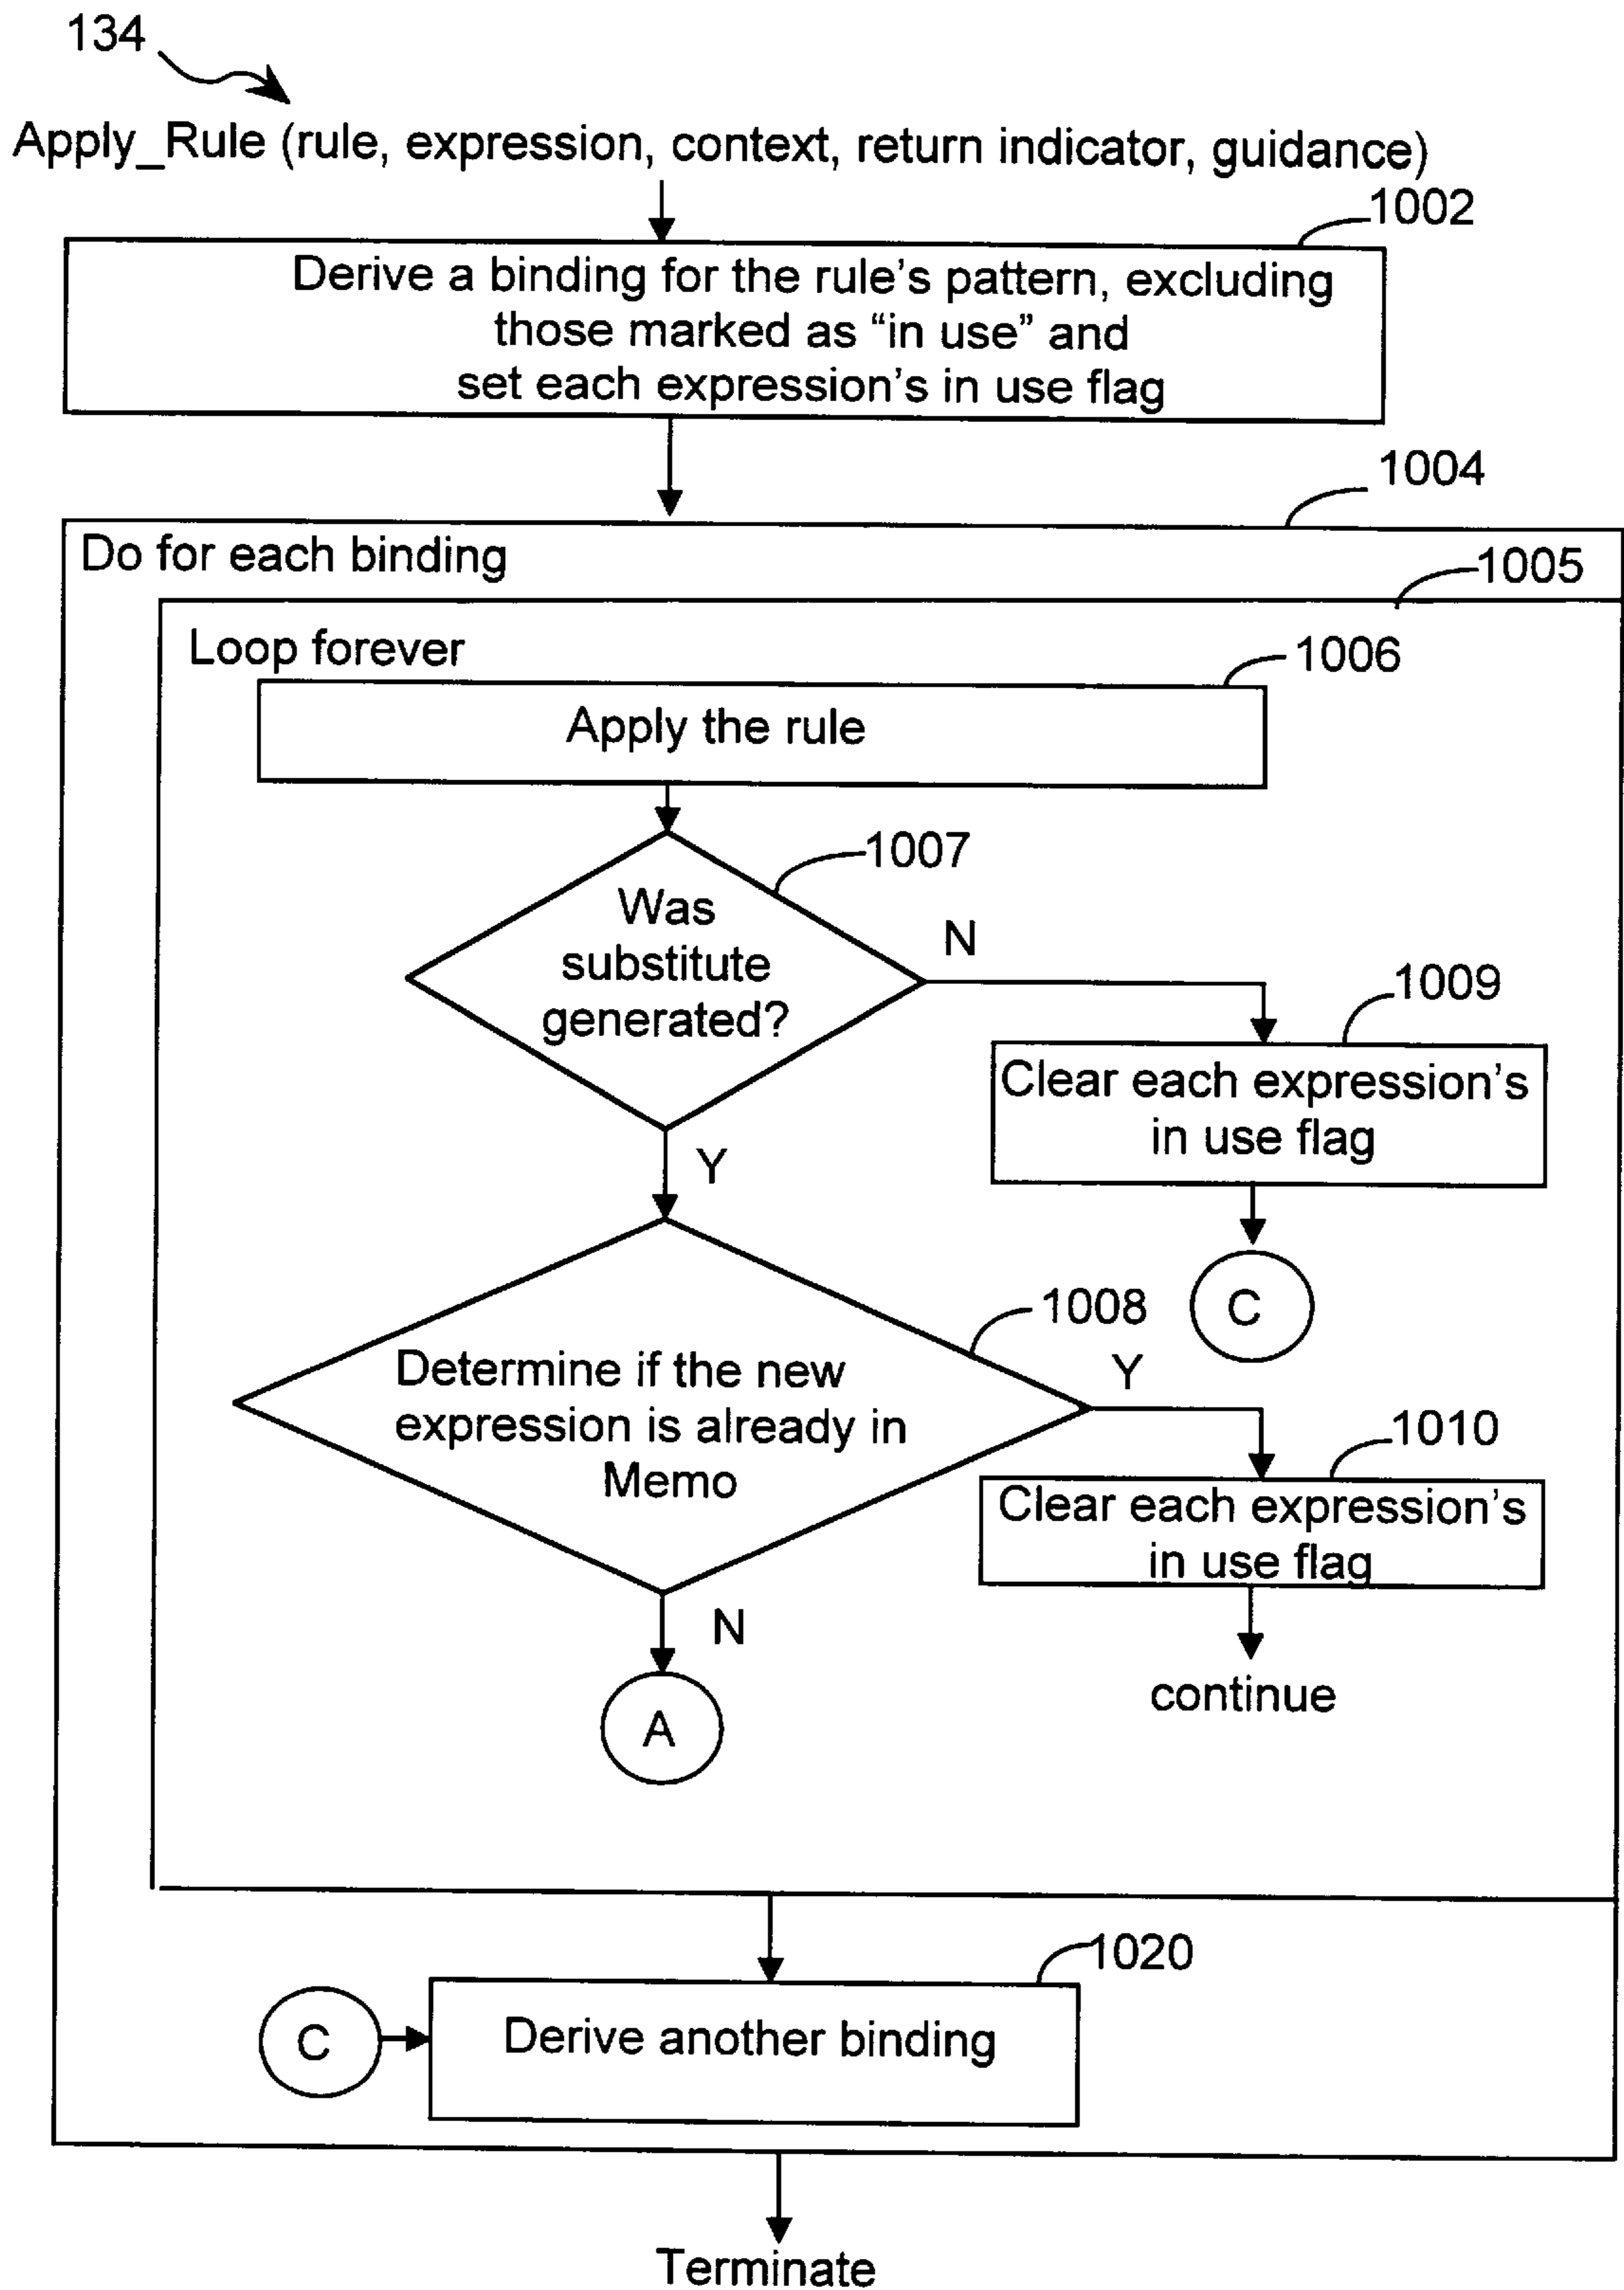 134
Apply_Rule (rule, expression, context, return indicator, guidance)
1002
Derive a binding for the rule's pattern, excluding
those marked as “in use” and
set each expression's in use flag
1004
Do for each binding
1005
Loop forever
1006
Apply the rule
1007
Was
substitute
generated?
N
1009
Clear each expression's
in use flag
Y
C
1008
Determine if the new
expression is already in
Memo
Y
1010
Clear each expression's
in use flag
N
continue
A
1020
C
Derive another binding
Terminate